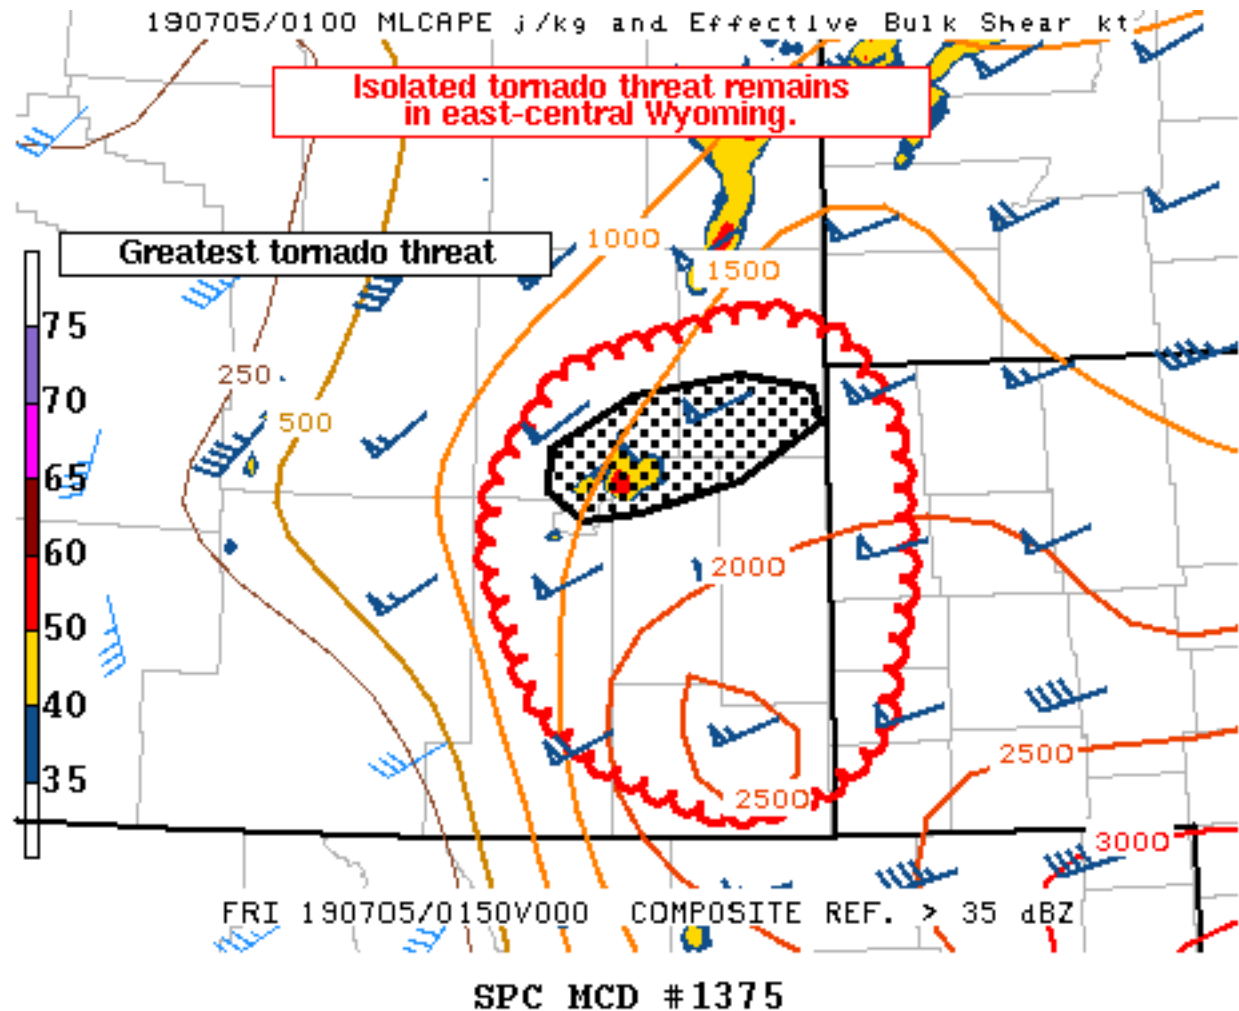 190705/0100 MLCAPE j/kg and Effective Bulk Shear kt
Isolated tornado threat remains
in east-central Wyoming.
Greatest tornado threat
1000
1500
75
250
70
500
65
60
2000
50
40
2500
35
2500
3000
FRI 190705/0150V000 COMPOSITE REF. > 35 dBZ
SPC MCD #1375